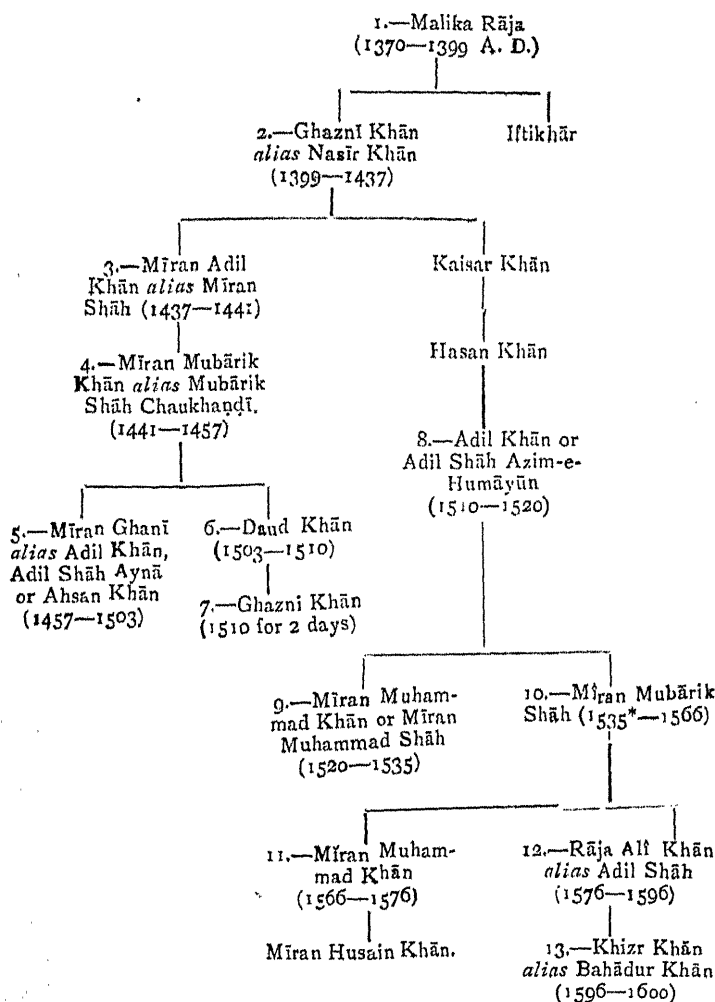 1.—Malika Rāja
(1370—1399 A. D.)
2.—Ghaznī Khān
alias Nasīr Khān
(1399—1437)
Iftikhār
3.—Mīran Adil
Khān alias Mīran
Shāh (1437—1441)
Kaisar Khān
4.—Mīran Mubārik
Khān alias Mubārik
Shāh Chaukhaṇḍī.
(1441—1457)
Hasan Khān
8.—Adil Khān or
Adil Shāh Azim-e-
Humāyūn
(1510—1520)
5.—Mīran Ghanī
alias Adil Khān,
Adil Shāh Aynā
or Ahsan Khān
(1457—1503)
6.—Daud Khān
(1503—1510)
7.—Ghazni Khān
(1510 for 2 days)
9.—Mīran Muham-
mad Khān or Mīran
Muhammad Shāh
(1520—1535)
10.—Mīran Mubārik
Shāh (1535*—1566)
11.—Mīran Muham-
mad Khān
(1566—1576)
12.—Rāja Alī Khān
alias Adil Shāh
(1576—1596)
Mīran Husain Khān.
13.—Khizr Khān
alias Bahādur Khān
(1596—1600)